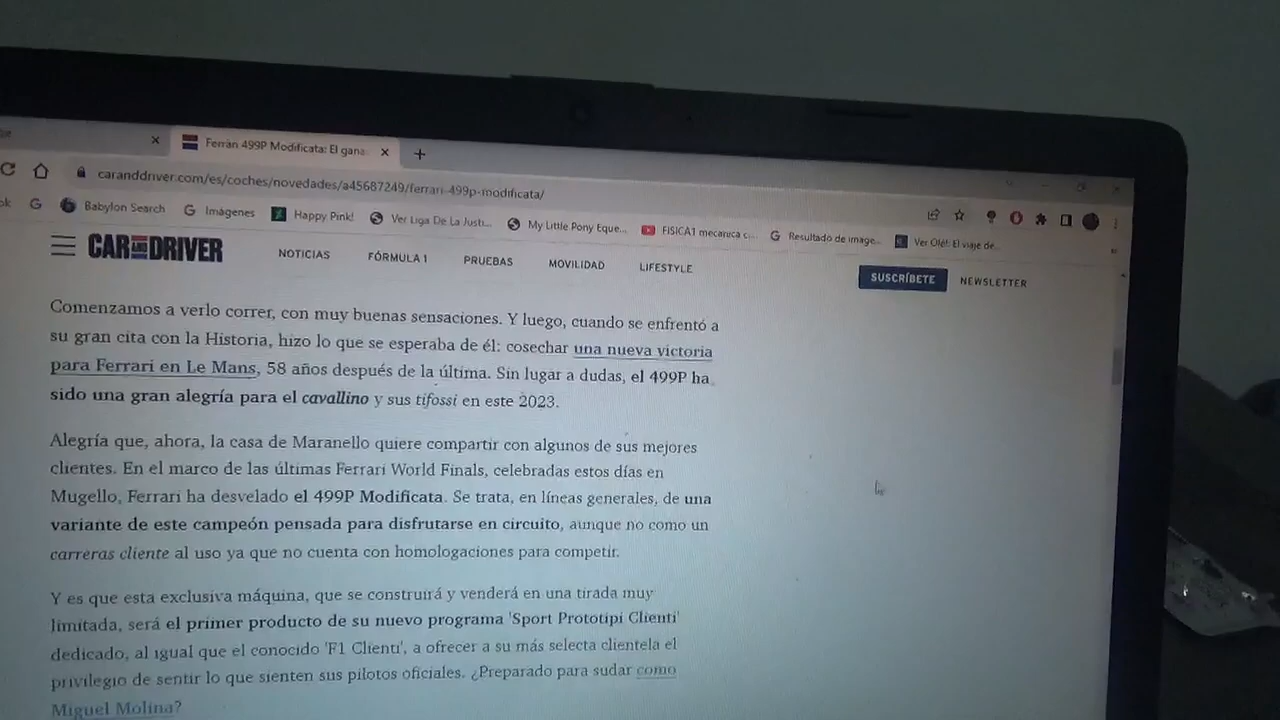 Ferrari 499P Modificata: El gana
caranddriver.com/es/coches/novedades/a45687249/ferrari-499p-modificata/
ok
Babylon Search
Imágenes
Happy Pink!
Ver Liga De La Justi...
My Little Pony Eque...
FISICA1 mecanica c...
Resultado de image...
Ver Olé!: El viaje de...
CAR AND DRIVER
NOTICIAS
FÓRMULA 1
PRUEBAS
MOVILIDAD
LIFESTYLE
SUSCRÍBETE
NEWSLETTER
Comenzamos a verlo correr, con muy buenas sensaciones. Y luego, cuando se enfrentó a
su gran cita con la Historia, hizo lo que se esperaba de él: cosechar una nueva victoria
para Ferrari en Le Mans, 58 años después de la última. Sin lugar a dudas, el 499P ha
sido una gran alegría para el cavallino y sus tifossi en este 2023.
Alegría que, ahora, la casa de Maranello quiere compartir con algunos de sus mejores
clientes. En el marco de las últimas Ferrari World Finals, celebradas estos días en
Mugello, Ferrari ha desvelado el 499P Modificata. Se trata, en líneas generales, de una
variante de este campeón pensada para disfrutarse en circuito, aunque no como un
carreras cliente al uso ya que no cuenta con homologaciones para competir.
Y es que esta exclusiva máquina, que se construirá y venderá en una tirada muy
limitada, será el primer producto de su nuevo programa 'Sport Prototipi Clienti'
dedicado, al igual que el conocido 'F1 Clienti', a ofrecer a su más selecta clientela el
privilegio de sentir lo que sienten sus pilotos oficiales. ¿Preparado para sudar como
Miguel Molina?